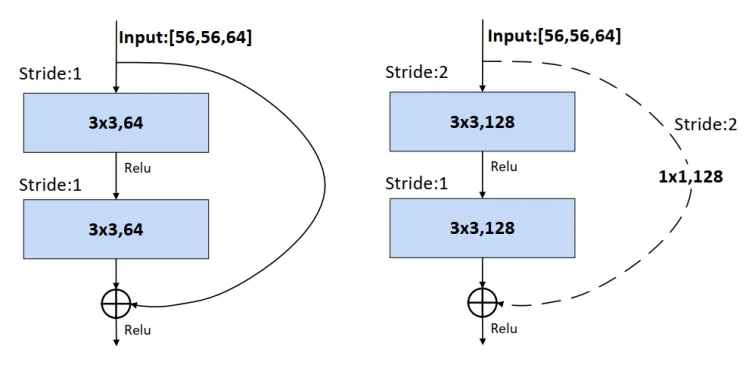 Input:[56,56,64]
Stride:1
3x3,64
Relu
Stride:1
3x3,64
Relu
Input:[56,56,64]
Stride:2
3x3,128
Stride:2
Relu
1x1,128
Stride:1
3x3,128
Relu